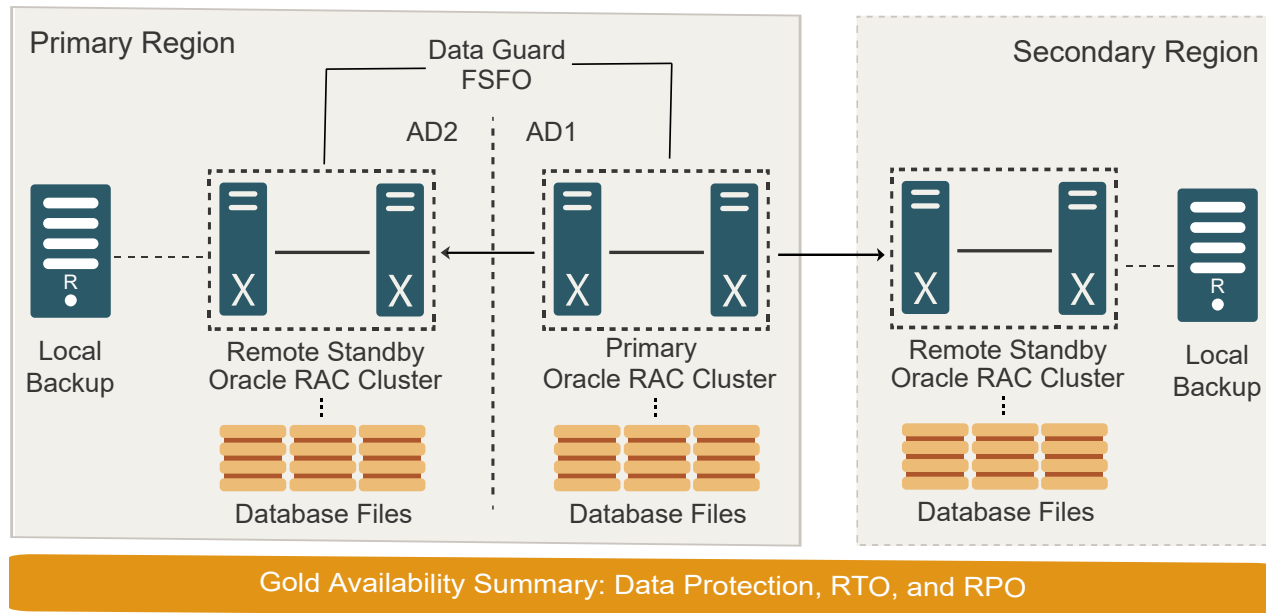 Primary Region
Data Guard
FSFO
Secondary Region
AD2
AD1
R
X
X
X
X
X
X
R
Local
Backup
Remote Standby
Oracle RAC Cluster
Primary
Oracle RAC Cluster
Remote Standby
Oracle RAC Cluster
Local
Backup
Database Files
Database Files
Database Files
Gold Availability Summary: Data Protection, RTO, and RPO